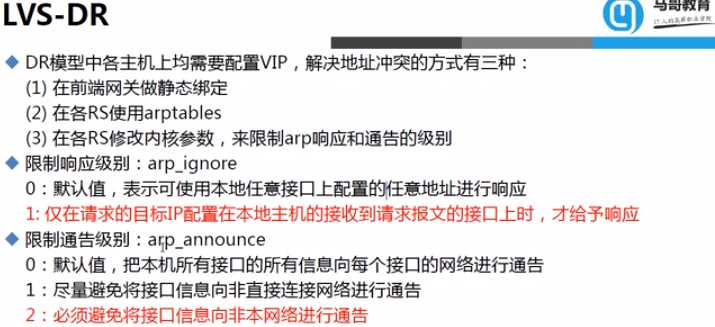 LVS-DR
马哥教育
IT人的高薪职业学院
DR模型中各主机上均需要配置VIP，解决地址冲突的方式有三种：
(1) 在前端网关做静态绑定
(2) 在各RS使用arptables
(3) 在各RS修改内核参数，来限制arp响应和通告的级别
限制响应级别：arp_ignore
0：默认值，表示可使用本地任意接口上配置的任意地址进行响应
1: 仅在请求的目标IP配置在本地主机的接收到请求报文的接口上时，才给予响应
限制通告级别：arp_announce
0：默认值，把本机所有接口的所有信息向每个接口的网络进行通告
1：尽量避免将接口信息向非直接连接网络进行通告
2：必须避免将接口信息向非本网络进行通告